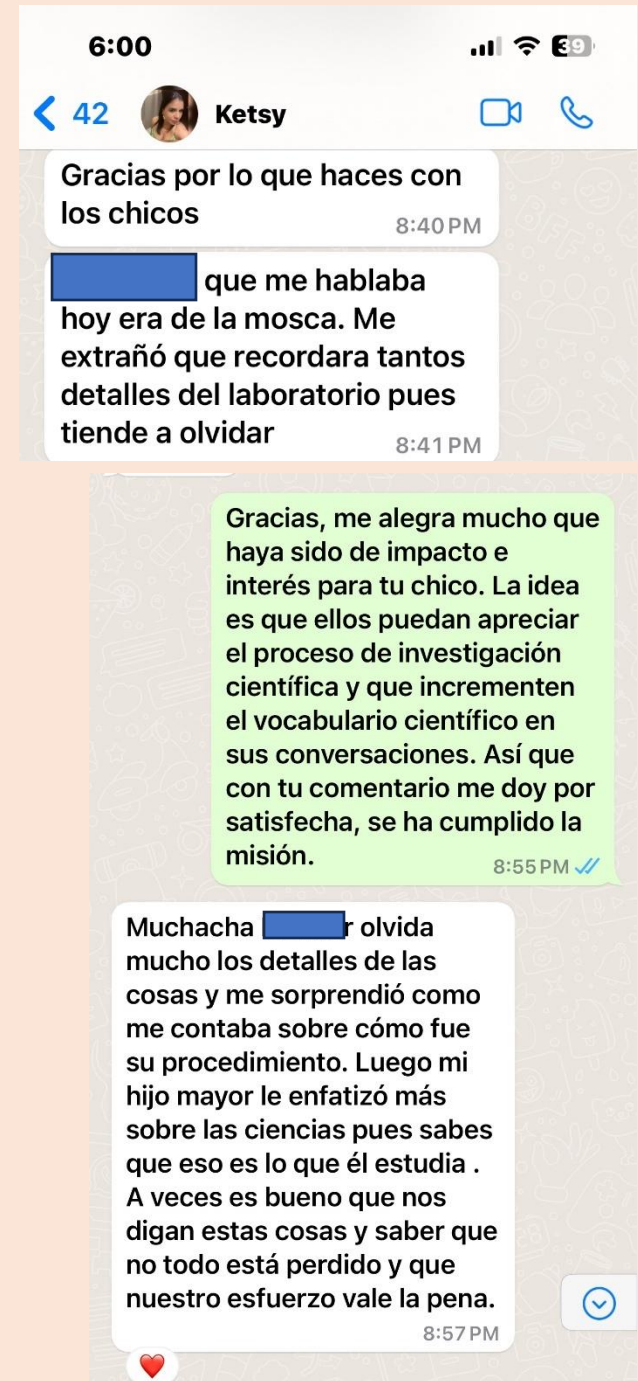 6:00
39
42
Ketsy
Gracias por lo que haces con
los chicos
8:40 PM
que me hablaba
hoy era de la mosca. Me
extrañó que recordara tantos
detalles del laboratorio pues
tiende a olvidar
8:41 PM
Gracias, me alegra mucho que
haya sido de impacto e
interés para tu chico. La idea
es que ellos puedan apreciar
el proceso de investigación
científica y que incrementen
el vocabulario científico en
sus conversaciones. Así que
con tu comentario me doy por
satisfecha, se ha cumplido la
misión.
8:55 PM
Muchacha r olvida
mucho los detalles de las
cosas y me sorprendió como
me contaba sobre cómo fue
su procedimiento. Luego mi
hijo mayor le enfatizó más
sobre las ciencias pues sabes
que eso es lo que él estudia .
A veces es bueno que nos
digan estas cosas y saber que
no todo está perdido y que
nuestro esfuerzo vale la pena.
8:57 PM